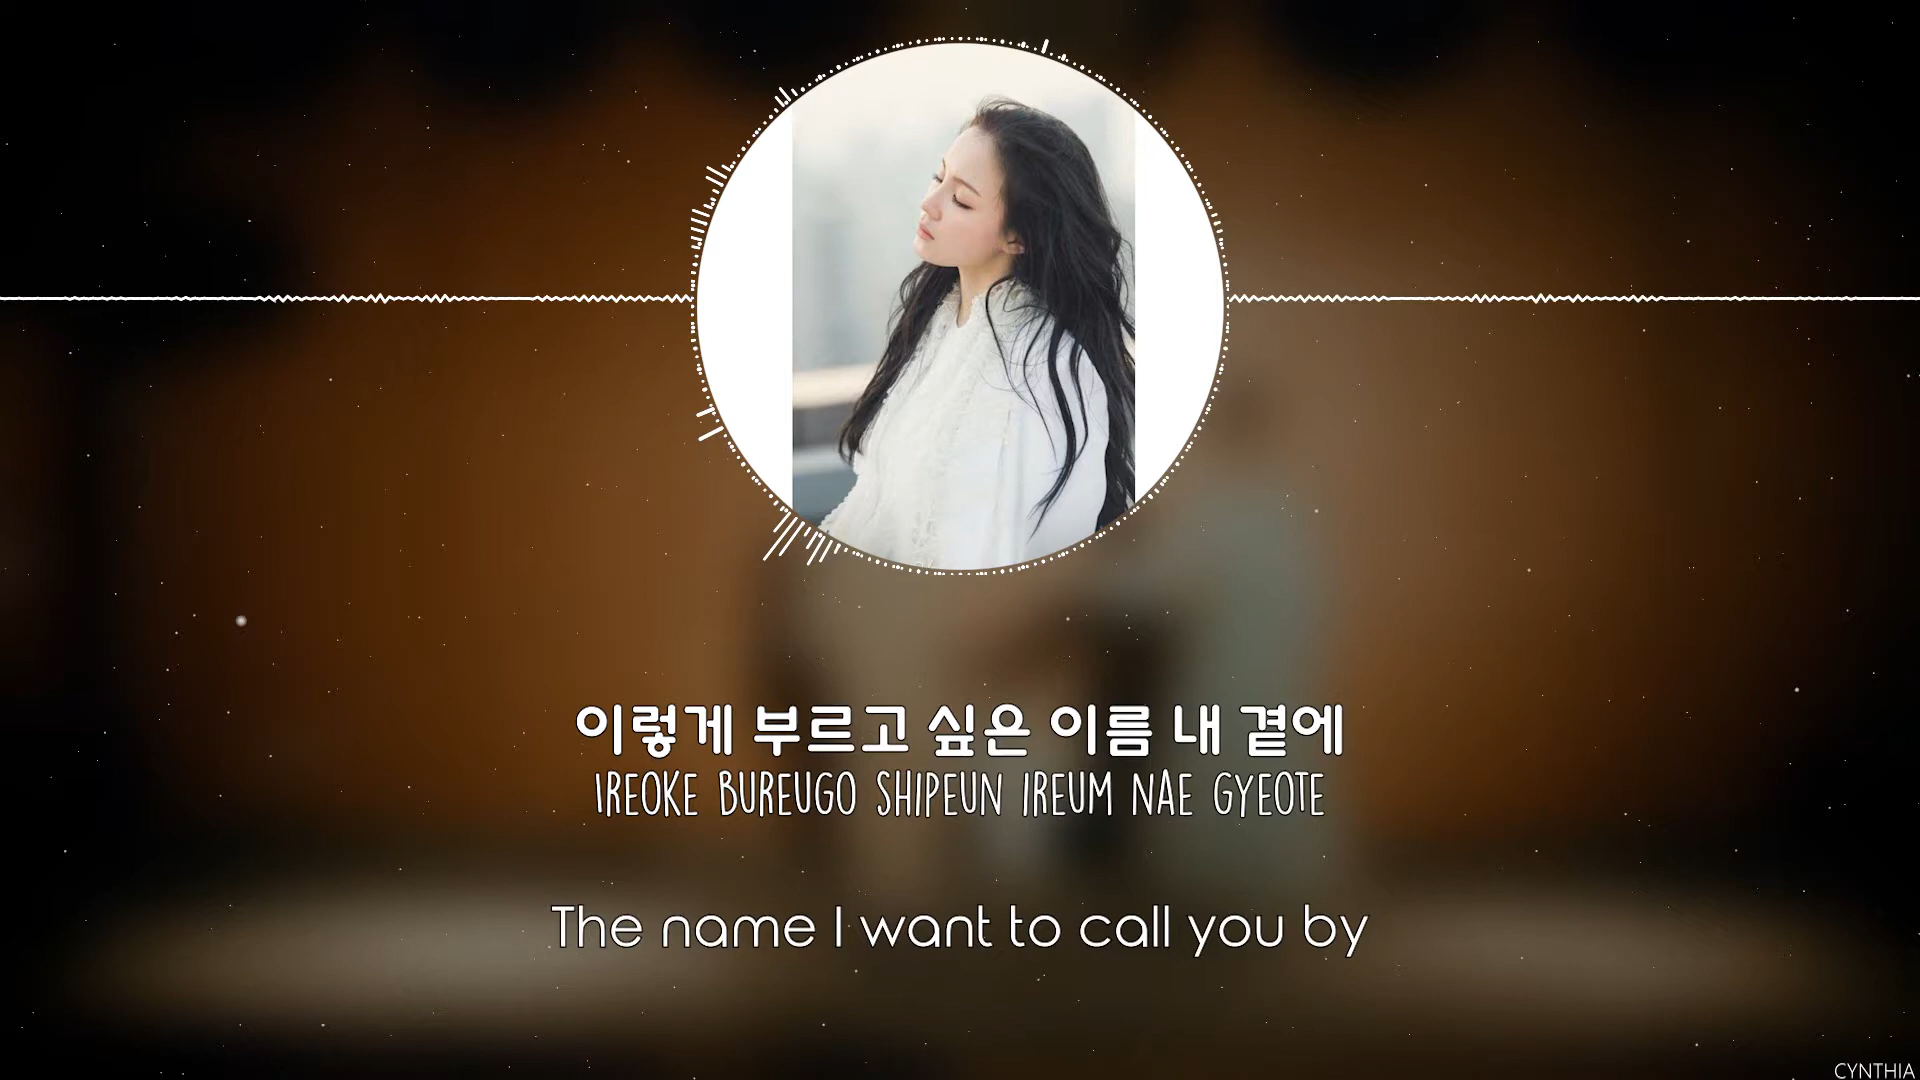 이렇게 부르고 싶은 이름 내 곁에
IREOKE BUREUGO SHIPEUN IREUM NAE GYEOTE
The name I want to call you by
CYNTHIA